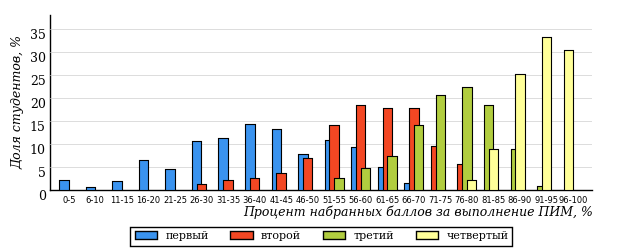 Доля студентов, %
35
30
25
20
15
10
5
0
0-5 6-10 11-15 16-20 21-25 26-30 31-35 36-40 41-45 46-50 51-55 56-60 61-65 66-70 71-75 76-80 81-85 86-90 91-95 96-100
Процент набранных баллов за выполнение ПИМ, %
первый второй третий четвертый